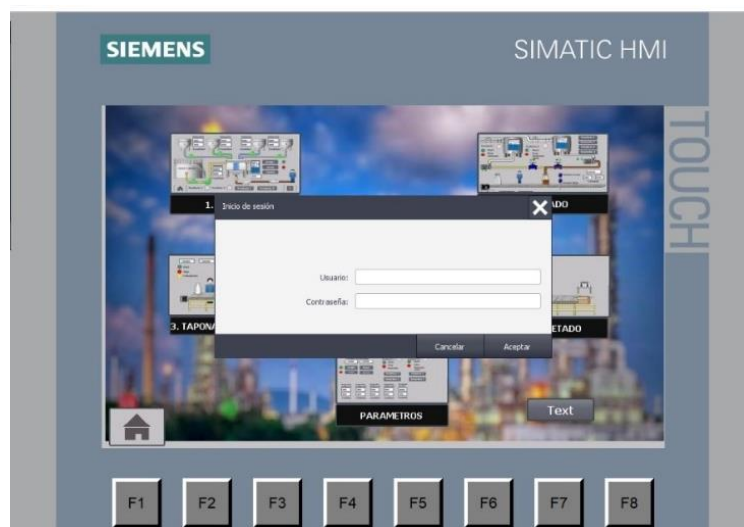 SIEMENS
SIMATIC HMI
TOUCH
1.
ADO
Inicio de sesión
Usuario:
Contraseña:
3. TAPONA
ETADO
Cancelar Aceptar
PARAMETROS
Text
F1 F2 F3 F4 F5 F6 F7 F8